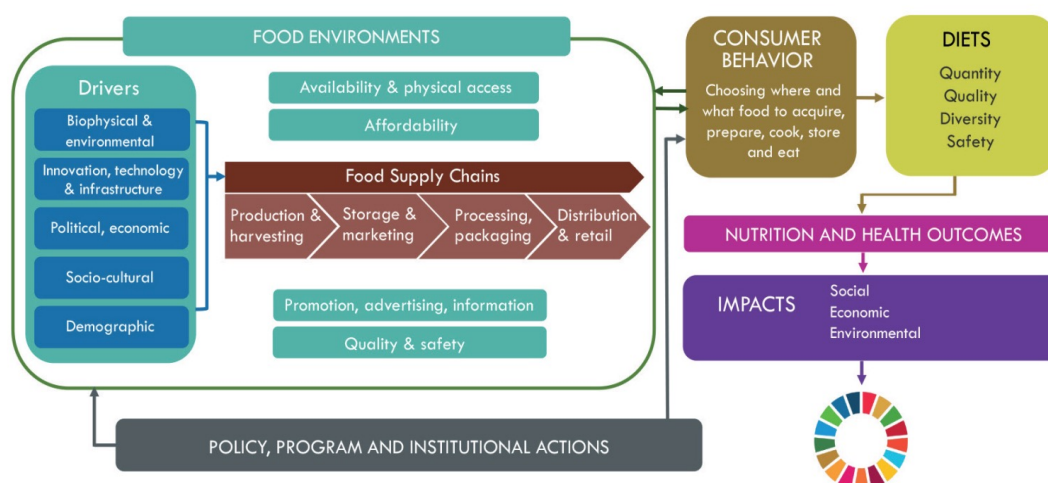 FOOD ENVIRONMENTS
Drivers
Biophysical &
environmental
Innovation, technology
& infrastructure
Political, economic
Socio-cultural
Demographic
Availability & physical access
Affordability
Food Supply Chains
Production &
harvesting
Storage &
marketing
Processing,
packaging
Distribution
& retail
Promotion, advertising, information
Quality & safety
CONSUMER
BEHAVIOR
Choosing where and
what food to acquire,
prepare, cook, store
and eat
DIETS
Quantity
Quality
Diversity
Safety
NUTRITION AND HEALTH OUTCOMES
IMPACTS
Social
Economic
Environmental
POLICY, PROGRAM AND INSTITUTIONAL ACTIONS